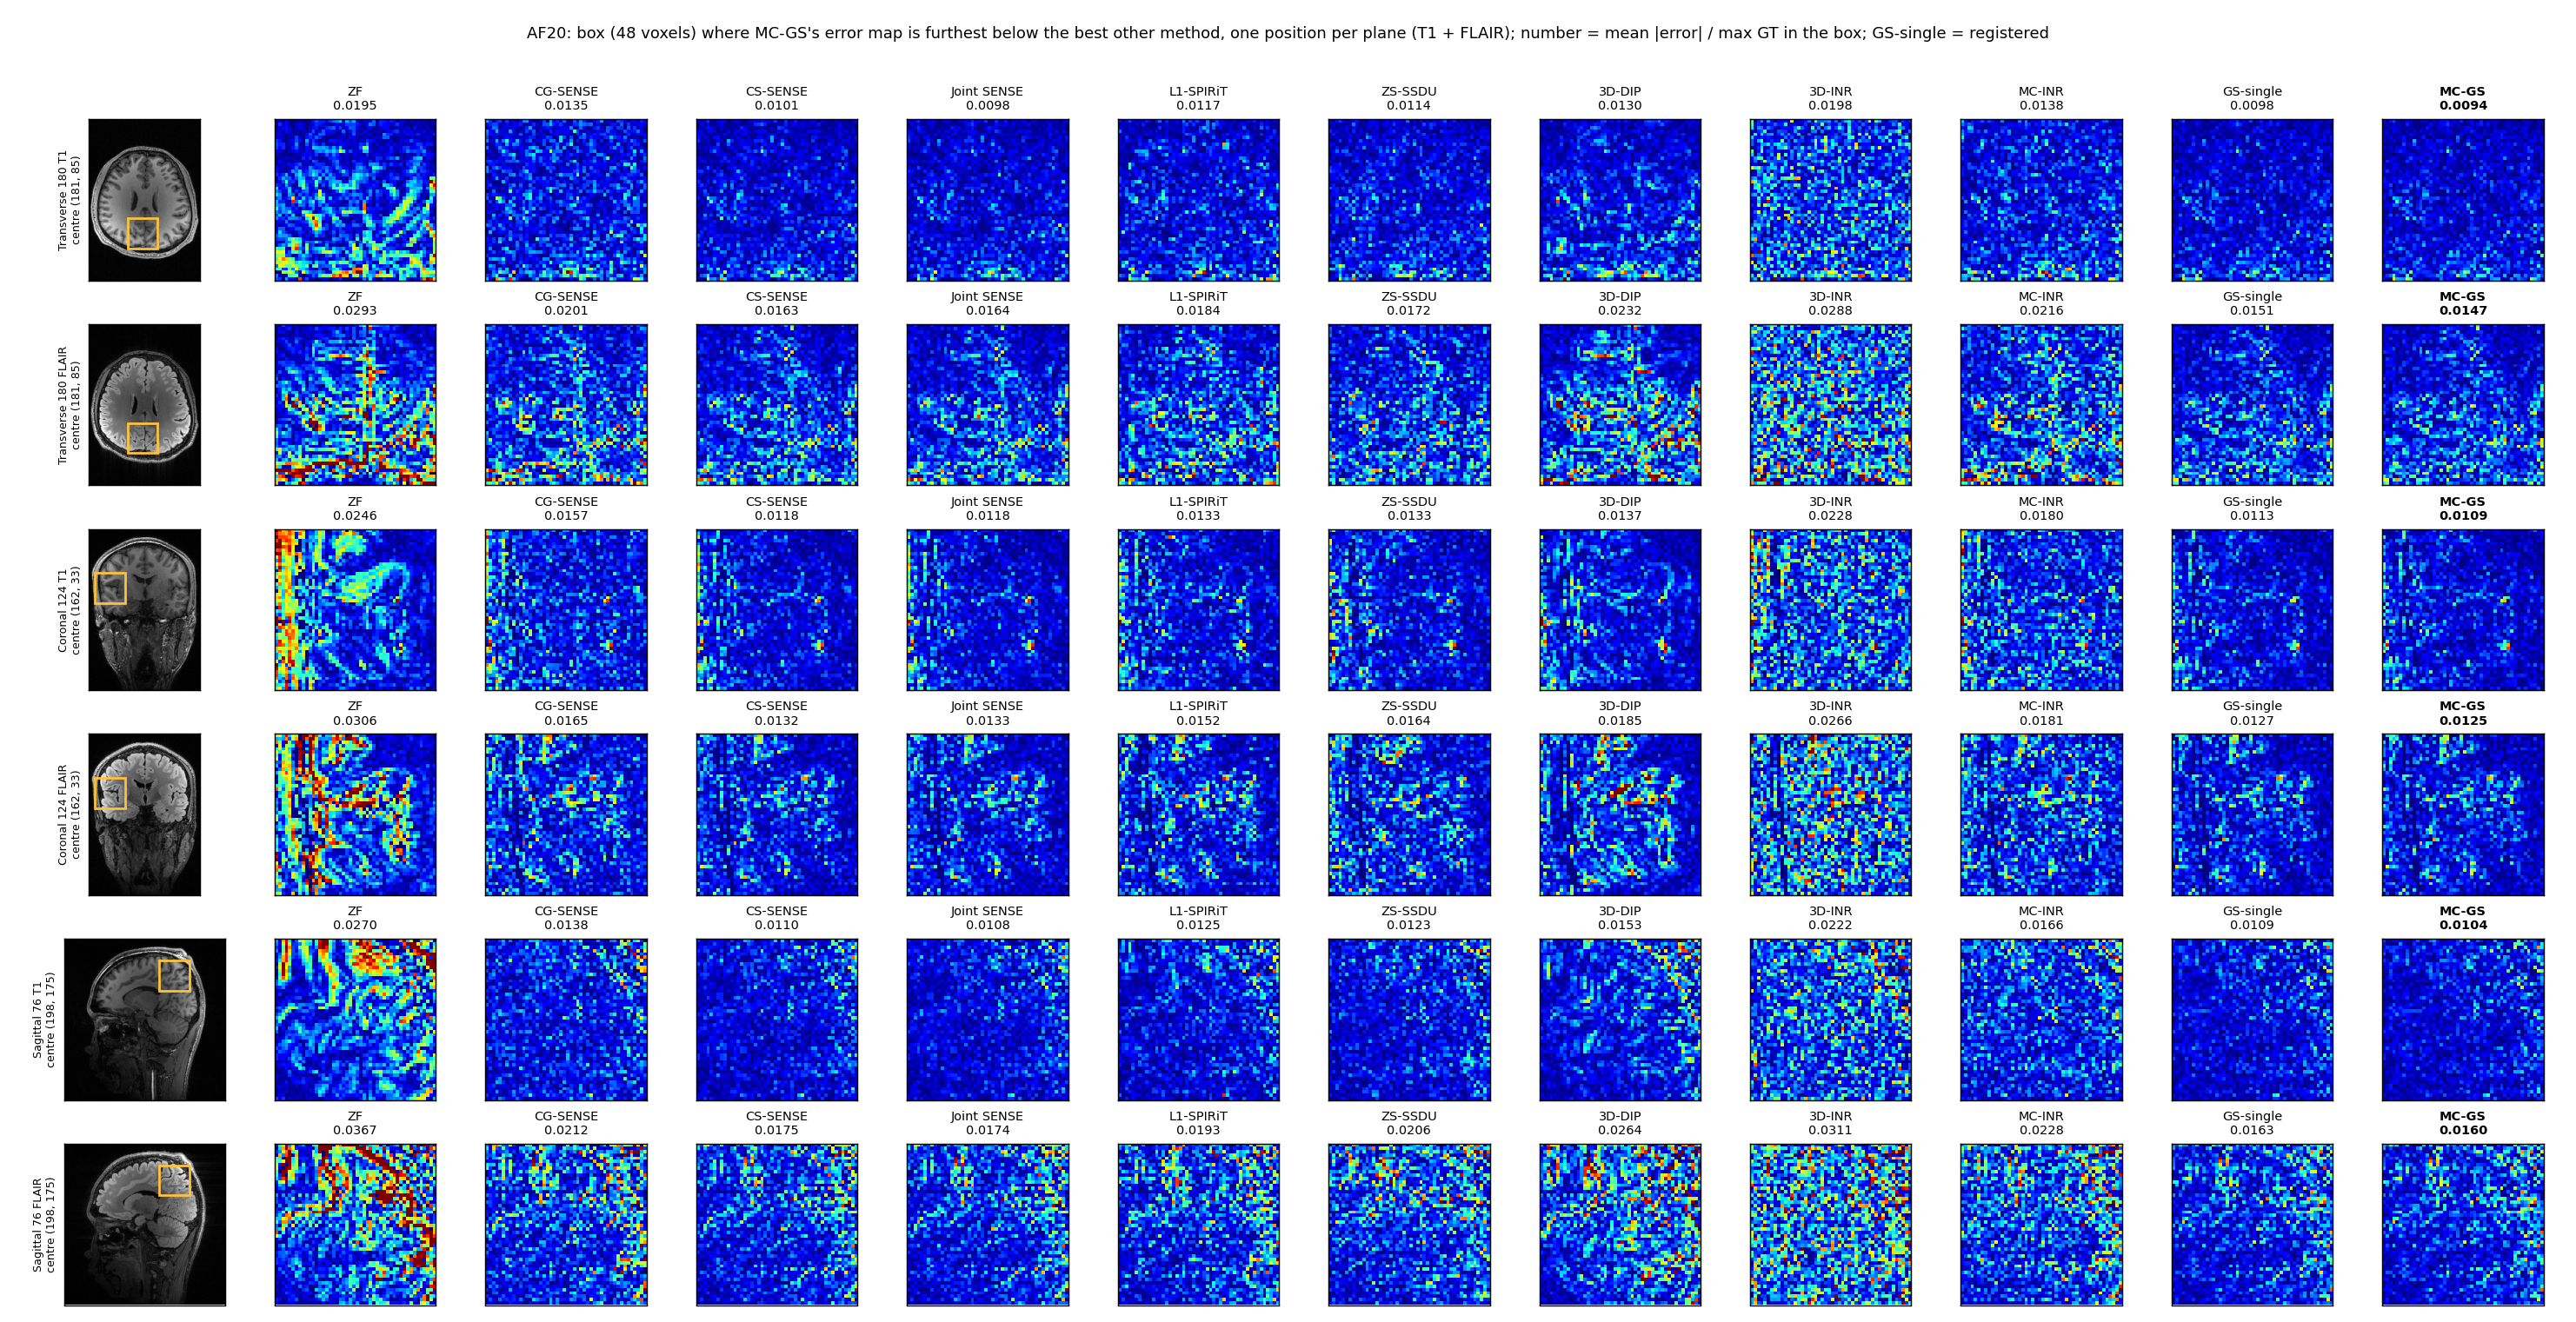 AF20: box (48 voxels) where MC-GS's error map is furthest below the best other method, one position per plane (T1 + FLAIR); number = mean |error| / max GT in the box; GS-single = registered
ZF CG-SENSE CS-SENSE Joint SENSE L1-SPIRiT ZS-SSDU 3D-DIP 3D-INR MC-INR GS-single MC-GS
0.0195 0.0135 0.0101 0.0098 0.0117 0.0114 0.0130 0.0198 0.0138 0.0098 0.0094
Transverse 180 T1
centre (181, 85)
ZF CG-SENSE CS-SENSE Joint SENSE L1-SPIRiT ZS-SSDU 3D-DIP 3D-INR MC-INR GS-single MC-GS
0.0293 0.0201 0.0163 0.0164 0.0184 0.0172 0.0232 0.0288 0.0216 0.0151 0.0147
Transverse 180 FLAIR
centre (181, 85)
ZF CG-SENSE CS-SENSE Joint SENSE L1-SPIRiT ZS-SSDU 3D-DIP 3D-INR MC-INR GS-single MC-GS
0.0246 0.0157 0.0118 0.0118 0.0133 0.0133 0.0137 0.0228 0.0180 0.0113 0.0109
Coronal 124 T1
centre (162, 33)
ZF CG-SENSE CS-SENSE Joint SENSE L1-SPIRiT ZS-SSDU 3D-DIP 3D-INR MC-INR GS-single MC-GS
0.0306 0.0165 0.0132 0.0133 0.0152 0.0164 0.0185 0.0266 0.0181 0.0127 0.0125
Coronal 124 FLAIR
centre (162, 33)
ZF CG-SENSE CS-SENSE Joint SENSE L1-SPIRiT ZS-SSDU 3D-DIP 3D-INR MC-INR GS-single MC-GS
0.0270 0.0138 0.0110 0.0108 0.0125 0.0123 0.0153 0.0222 0.0166 0.0109 0.0104
Sagittal 76 T1
centre (198, 175)
ZF CG-SENSE CS-SENSE Joint SENSE L1-SPIRiT ZS-SSDU 3D-DIP 3D-INR MC-INR GS-single MC-GS
0.0367 0.0212 0.0175 0.0174 0.0193 0.0206 0.0264 0.0311 0.0228 0.0163 0.0160
Sagittal 76 FLAIR
centre (198, 175)